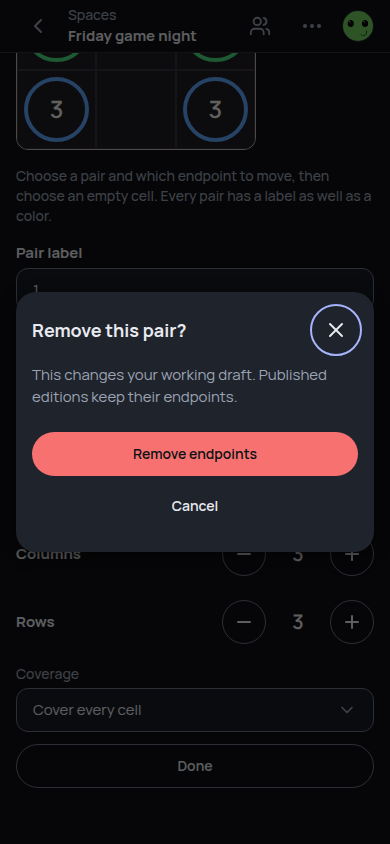 Spaces
Friday game night
3
3
Choose a pair and which endpoint to move, then
choose an empty cell. Every pair has a label as well as a
color.
Pair label
1
Remove this pair?
This changes your working draft. Published
editions keep their endpoints.
Remove endpoints
Cancel
Columns
3
Rows
3
Coverage
Cover every cell
Done